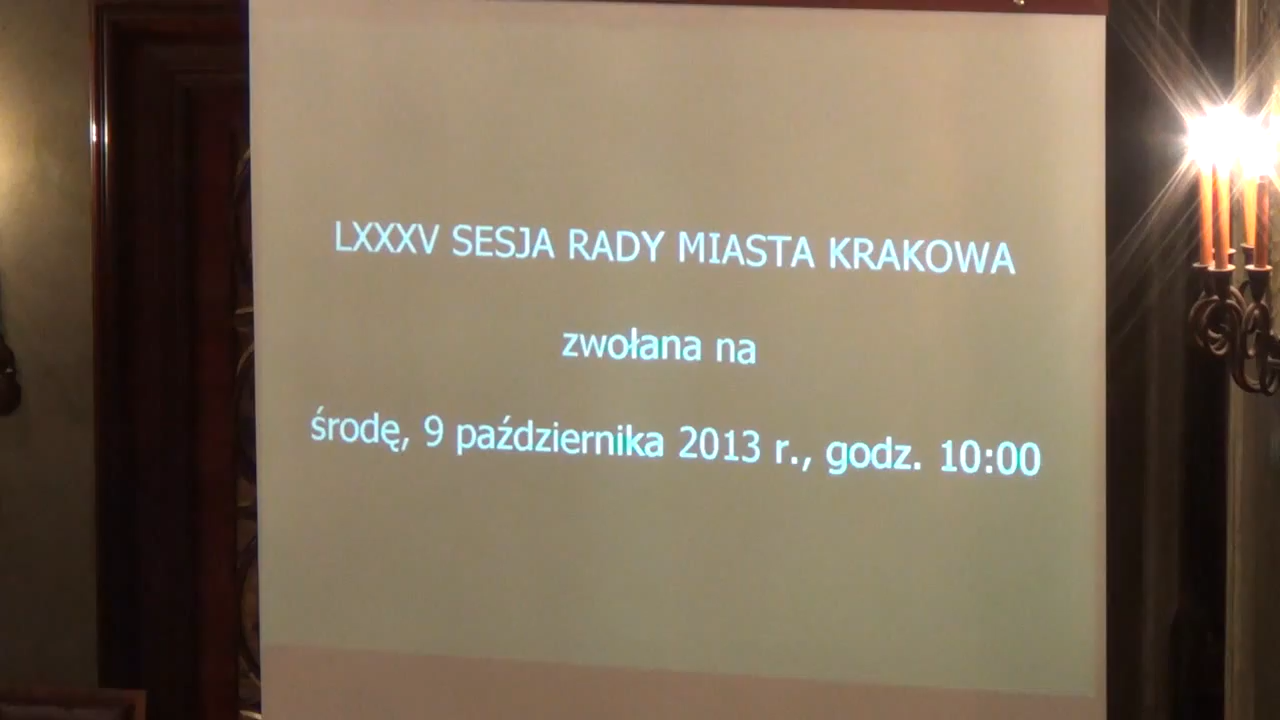 LXXXV SESJA RADY MIASTA KRAKOWA
zwołana na
środę, 9 października 2013 r., godz. 10:00